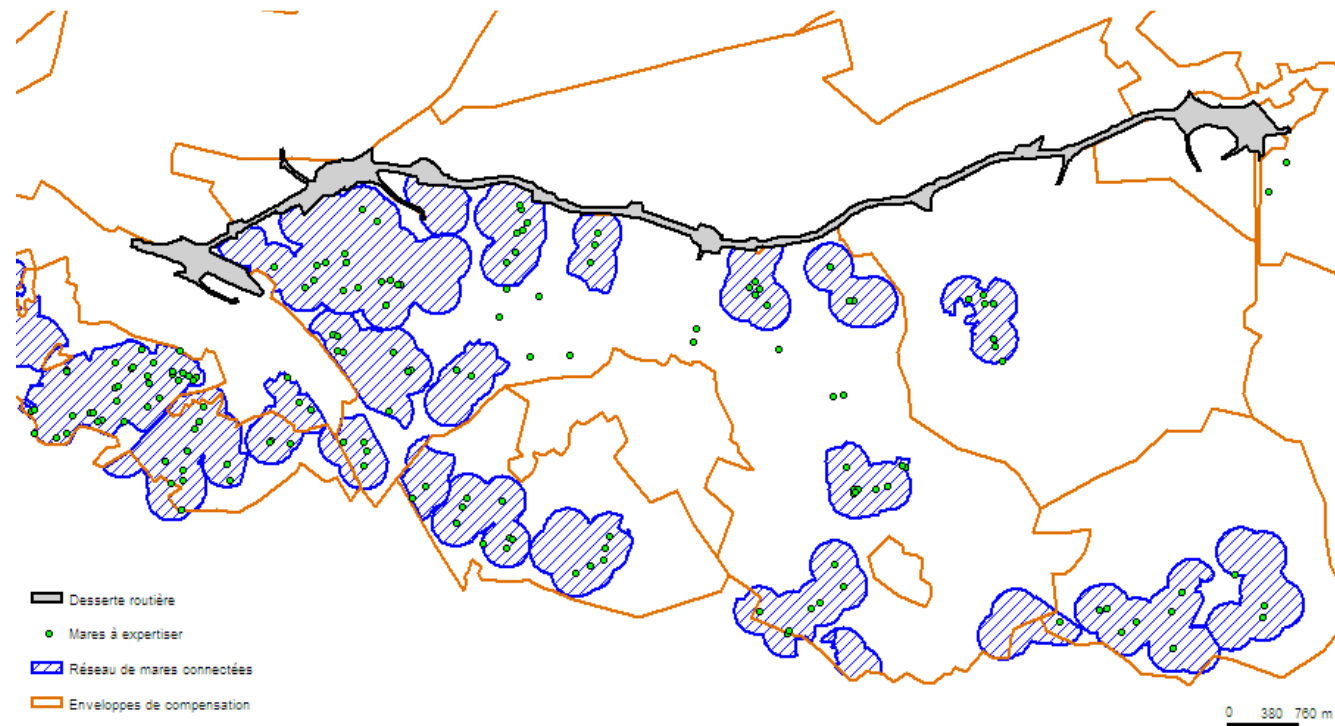 Desserte routière
Mares à expertiser
Réseau de mares connectées
Enveloppes de compensation
0 380 760 m